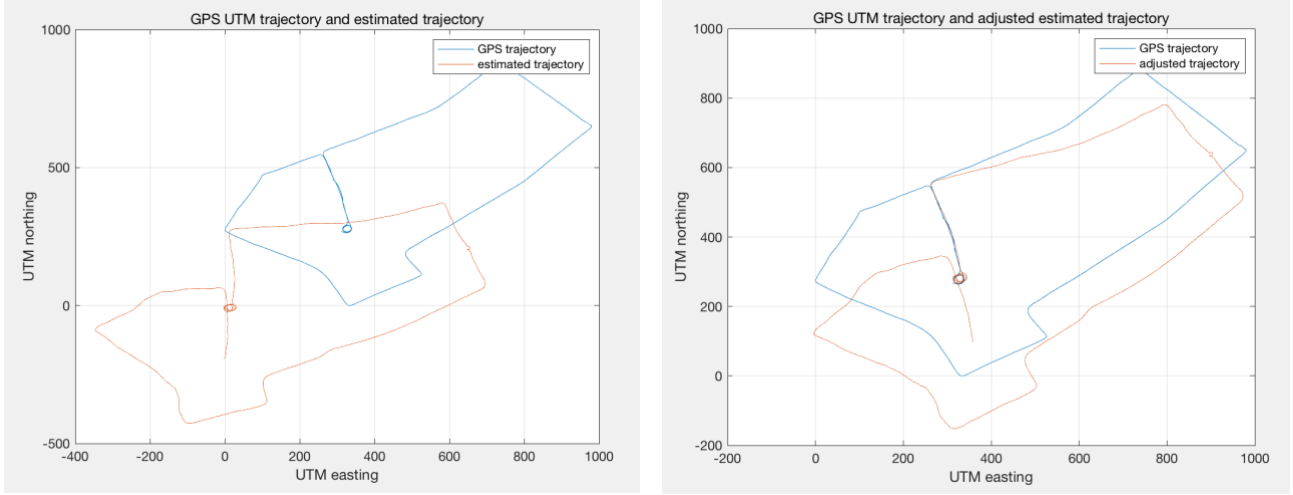 GPS UTM trajectory and estimated trajectory
1000
GPS trajectory
estimated trajectory
500
UTM northing
0
-500
-400 -200 0 200 400 600 800 1000
UTM easting
GPS UTM trajectory and adjusted estimated trajectory
1000
GPS trajectory
adjusted trajectory
800
600
UTM northing
400
200
0
-200
-200 0 200 400 600 800 1000
UTM easting